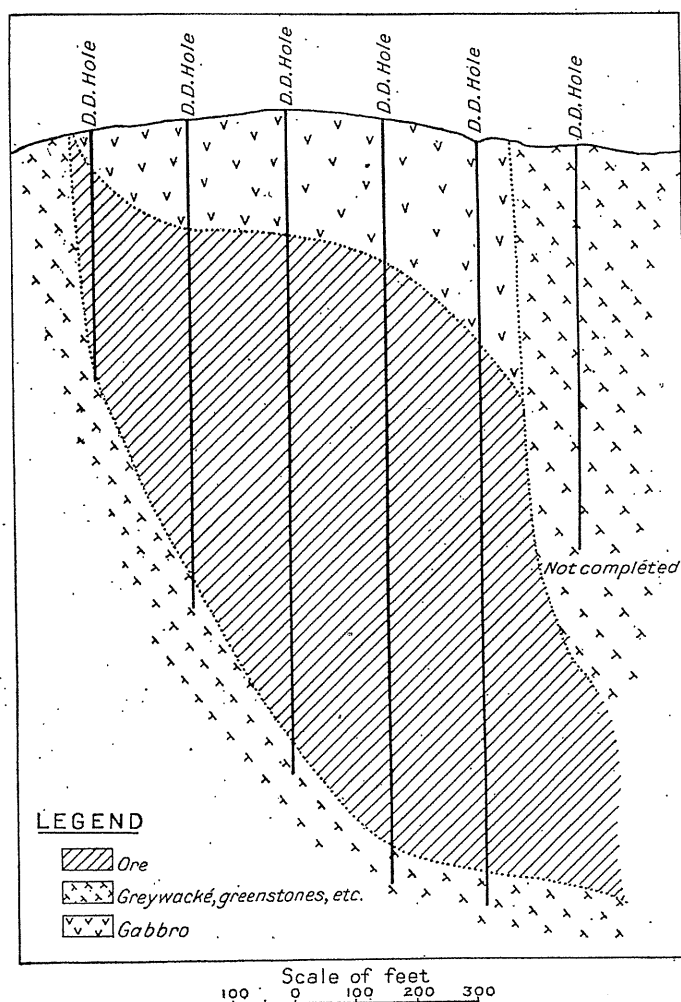 D.D. Hole
D.D. Hole
D.D. Hole
D.D. Hole
D.D. Hole
D.D. Hole
Not completed
LEGEND
Ore
Greywacké, greenstones, etc.
Gabbro
Scale of feet
100 0 100 200 300